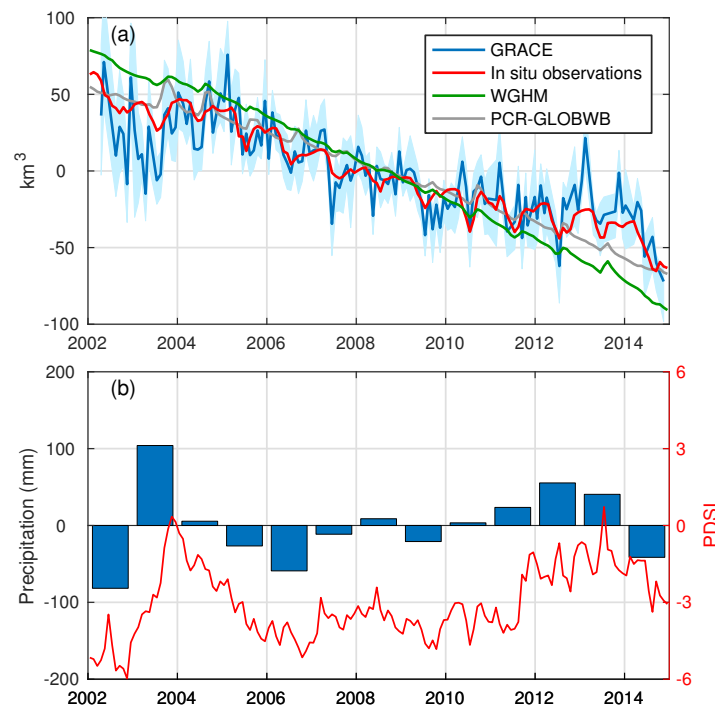 (a)
GRACE
In situ observations
WGHM
PCR-GLOBWB
100
50
0
-50
-100
km³
2002 2004 2006 2008 2010 2012 2014
(b)
200
100
0
-100
-200
Precipitation (mm)
6
3
0
-3
-6
PDSI
2002 2004 2006 2008 2010 2012 2014